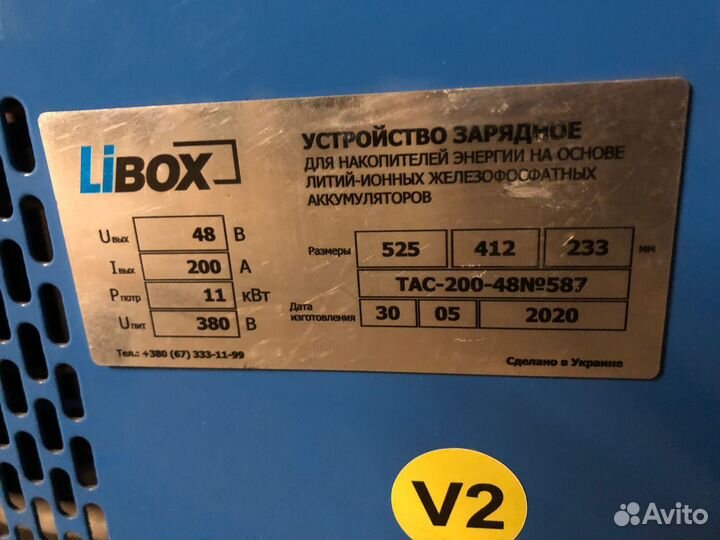 LiBOX
УСТРОЙСТВО ЗАРЯДНОЕ
ДЛЯ НАКОПИТЕЛЕЙ ЭНЕРГИИ НА ОСНОВЕ
ЛИТИЙ-ИОННЫХ ЖЕЛЕЗОФОСФАТНЫХ
АККУМУЛЯТОРОВ
Uвых 48 В
Iвых 200 А
Pпотр 11 кВт
Uпит 380 В
Размеры 525 412 233 мм
TAC-200-48№587
Дата изготовления 30 05 2020
Тел.: +380 (67) 333-11-99
Сделано в Украине
V2
Avito